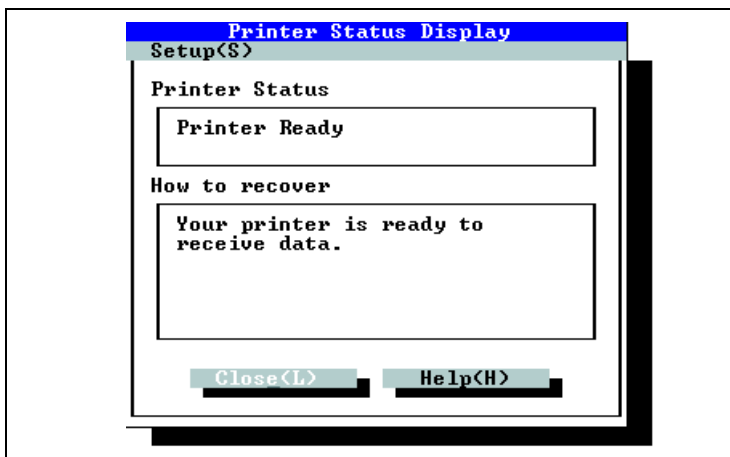 Printer Status Display
Setup(S)
Printer Status
Printer Ready
How to recover
Your printer is ready to
receive data.
Close(L) Help(H)